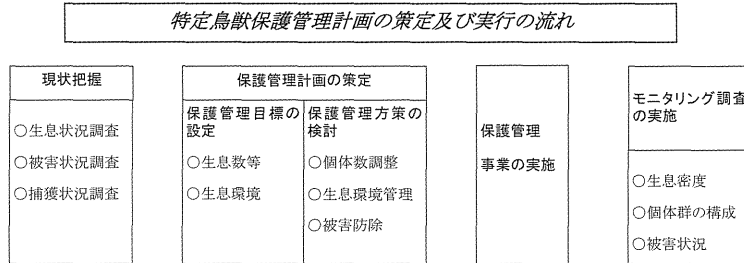 特定鳥獣保護管理計画の策定及び実行の流れ
現状把握
○生息状況調査
○被害状況調査
○捕獲状況調査
保護管理計画の策定
保護管理目標の
設定
○生息数等
○生息環境
保護管理方策の
検討
○個体数調整
○生息環境管理
○被害防除
保護管理
事業の実施
モニタリング調査
の実施
○生息密度
○個体群の構成
○被害状況